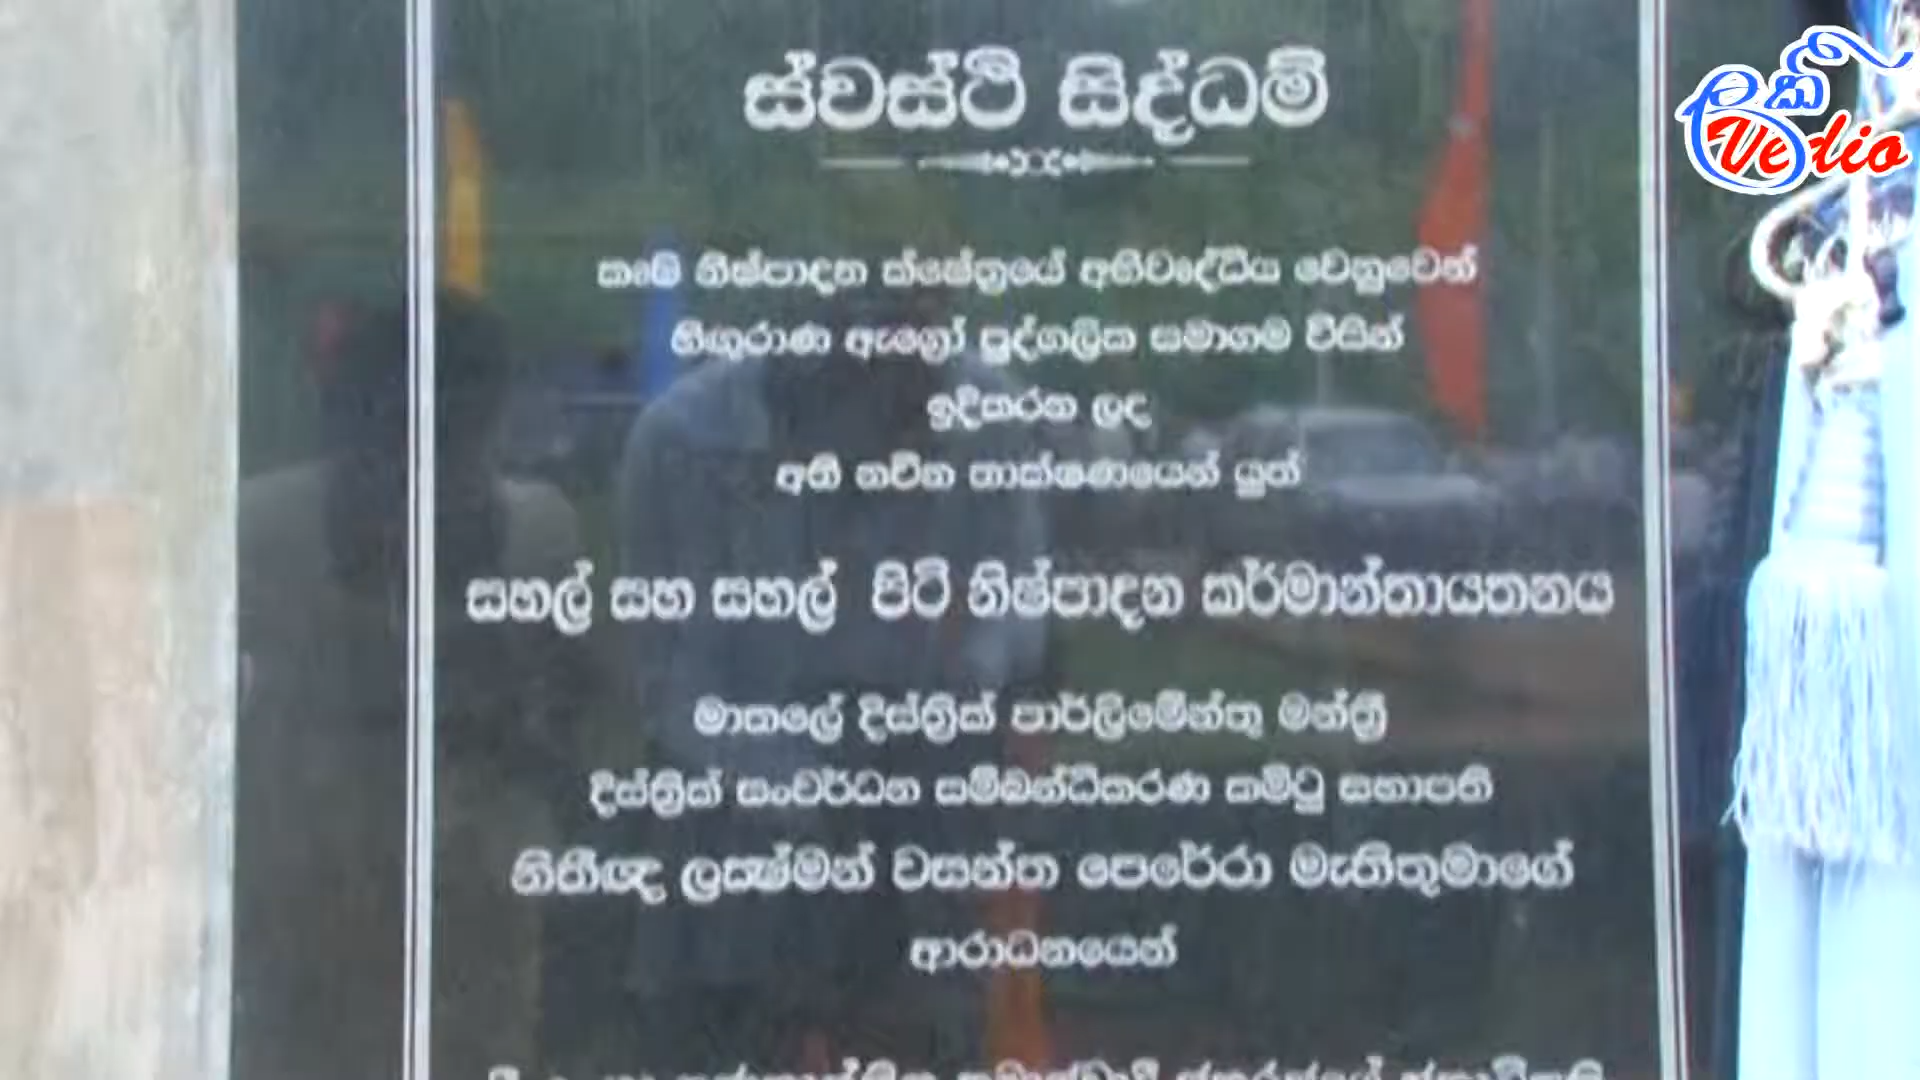 ස්වස්ථි සිද්ධම්
කෘෂි නිෂ්පාදන ක්ෂේත්‍රයේ අභිවෘද්ධිය වෙනුවෙන්
හිඟුරාණ ඇග්‍රෝ පුද්ගලික සමාගම විසින්
ඉදිකරන ලද
අති නවීන තාක්ෂණයෙන් යුත්
සහල් සහ සහල් පිටි නිෂ්පාදන කර්මාන්තායතනය
මාතලේ දිස්ත්‍රික් පාර්ලිමේන්තු මන්ත්‍රී
දිස්ත්‍රික් සංවර්ධන සම්බන්ධීකරණ කමිටු සභාපති
නීතීඥ ලක්ෂ්මන් වසන්ත පෙරේරා මැතිතුමාගේ
ආරාධනයෙන්
Vedio